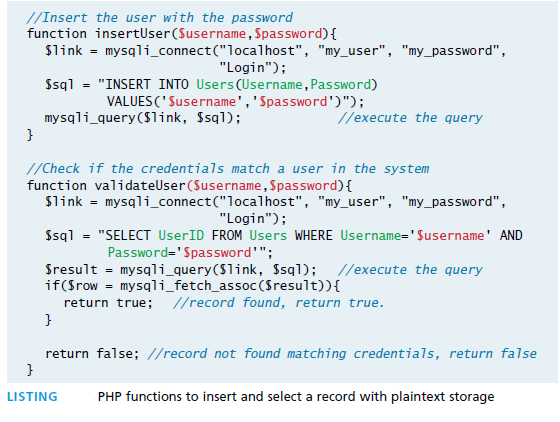 //Insert the user with the password
function insertUser($username,$password){
$link = mysqli_connect("localhost", "my_user", "my_password",
"Login");
$sql = "INSERT INTO Users(Username,Password)
VALUES('$username','$password')");
mysqli_query($link, $sql); //execute the query
}
//Check if the credentials match a user in the system
function validateUser($username,$password){
$link = mysqli_connect("localhost", "my_user", "my_password",
"Login");
$sql = "SELECT UserID FROM Users WHERE Username='$username' AND
Password='$password'";
$result = mysqli_query($link, $sql); //execute the query
if($row = mysqli_fetch_assoc($result)){
return true; //record found, return true.
}
return false; //record not found matching credentials, return false
}
LISTING PHP functions to insert and select a record with plaintext storage